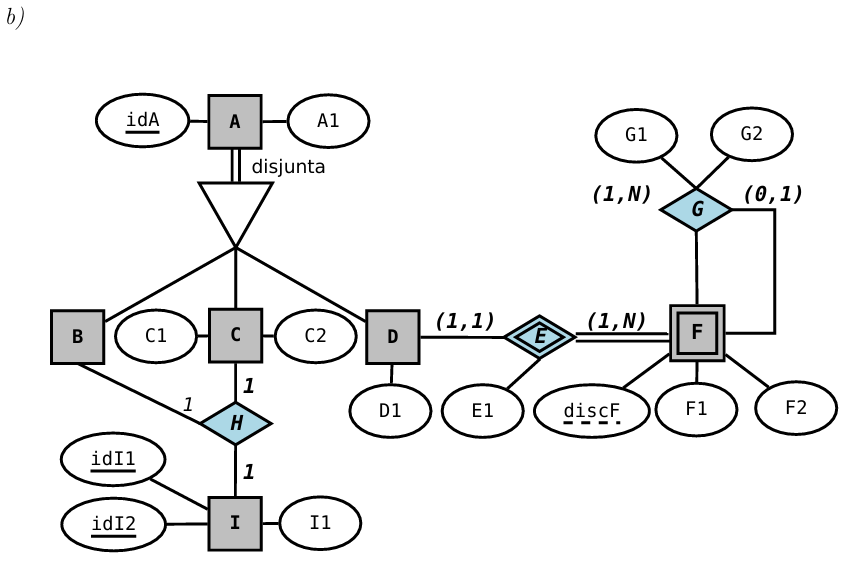 b)
idA A A1
disjunta
G1 G2
(1,N) G (0,1)
B C1 C C2 D (1,1) E (1,N) F
D1 E1 discF F1 F2
1 1
H
1
idI1
idI2 I I1